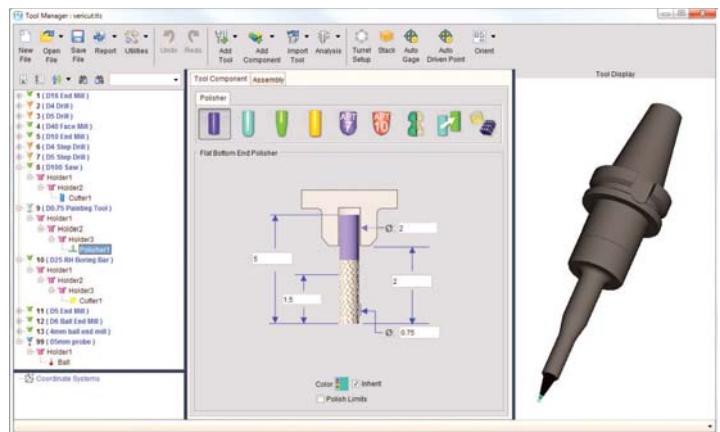 Tool Manager : vericut.tls
New File
Open File
Save File
Report
Utilities
Undo
Redo
Add Tool
Add Component
Import Tool
Analysis
Turret Setup
Stack
Auto Gage
Auto Driven Point
Orient
Tool Component
Assembly
Tool Display
1 ( D16 End Mill )
2 ( D4 Drill )
3 ( D5 Drill )
4 ( D40 Face Mill )
5 ( D10 End Mill )
6 ( D4 Step Drill )
7 ( D5 Step Drill )
8 ( D100 Saw )
Holder1
Holder2
Cutter1
9 ( D0.75 Painting Tool )
Holder1
Holder2
Holder3
Polisher1
10 ( D25 RH Boring Bar )
Holder1
Holder2
Holder3
Cutter1
11 ( D5 End Mill )
12 ( D6 Ball End Mill )
13 ( 4mm ball end mill )
99 ( 05mm probe )
Holder1
Ball
Coordinate Systems
Polisher
APT 7
APT 10
Flat Bottom End Polisher
Ø: 2
5
2
1.5
Ø: 0.75
Color: Inherit
Polish Limits